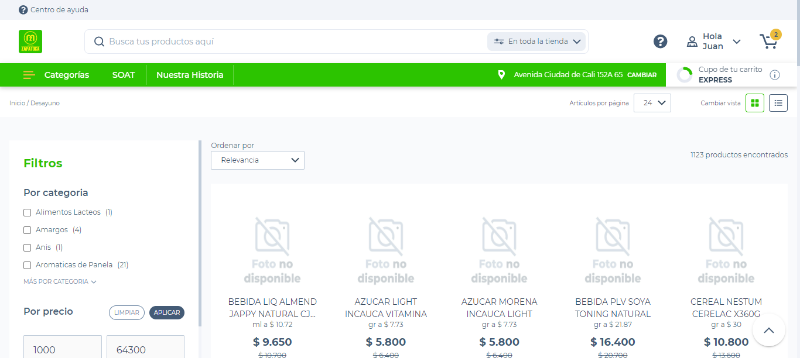 Centro de ayuda
Busca tus productos aquí
En toda la tienda
Hola
Juan
2
Categorías
SOAT
Nuestra Historia
Avenida Ciudad de Cali 152A 65 CAMBIAR
Cupo de tu carrito
EXPRESS
Inicio / Desayuno
Artículos por página
24
Cambiar vista
Filtros
Ordenar por
Relevancia
1123 productos encontrados
Por categoría
Alimentos Lacteos (1)
Amargos (4)
Anis (1)
Aromaticas de Panela (21)
MÁS POR CATEGORIA
Por precio
LIMPIAR
APLICAR
1000
64300
Foto no
disponible
Foto no
disponible
Foto no
disponible
Foto no
disponible
Foto no
disponible
BEBIDA LIQ ALMEND
JAPPY NATURAL CJ...
ml a $ 10.72
$ 9.650
$ 10.700
AZUCAR LIGHT
INCAUCA VITAMINA
gr a $ 7.73
$ 5.800
$ 6.400
AZUCAR MORENA
INCAUCA LIGHT
gr a $ 7.73
$ 5.800
$ 6.400
BEBIDA PLV SOYA
TONING NATURAL
gr a $ 21.87
$ 16.400
$ 20.700
CEREAL NESTUM
CERELAC X360G
gr a $ 30
$ 10.800
$ 13.600